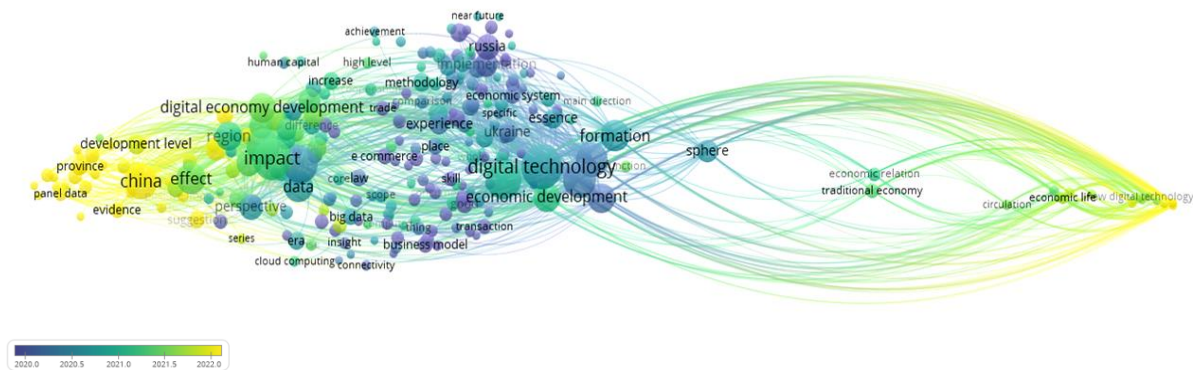 near future
achievement
russia
human capital
high level
implementation
increase
methodology
digital economy development
trade
comparison
economic system
main direction
specific
essence
difference
experience
region
ukraine
formation
development level
place
sphere
impact
e commerce
province
digital technology
china
effect
core
law
skill
economic relation
data
traditional economy
panel data
scope
economic development
economic life
new digital technology
perspective
circulation
evidence
good
suggestion
big data
thing
transaction
series
era
insight
business model
cloud computing
connectivity
2020.0 2020.5 2021.0 2021.5 2022.0